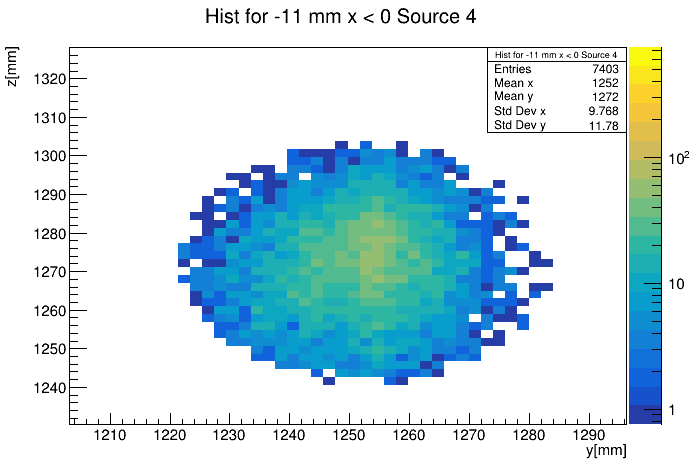 Hist for -11 mm x < 0 Source 4
z[mm]
Hist for -11 mm x < 0 Source 4
Entries 7403
Mean x 1252
Mean y 1272
Std Dev x 9.768
Std Dev y 11.78
1320
1310
1300
1290
1280
1270
1260
1250
1240
10²
10
1
1210 1220 1230 1240 1250 1260 1270 1280 1290
y[mm]